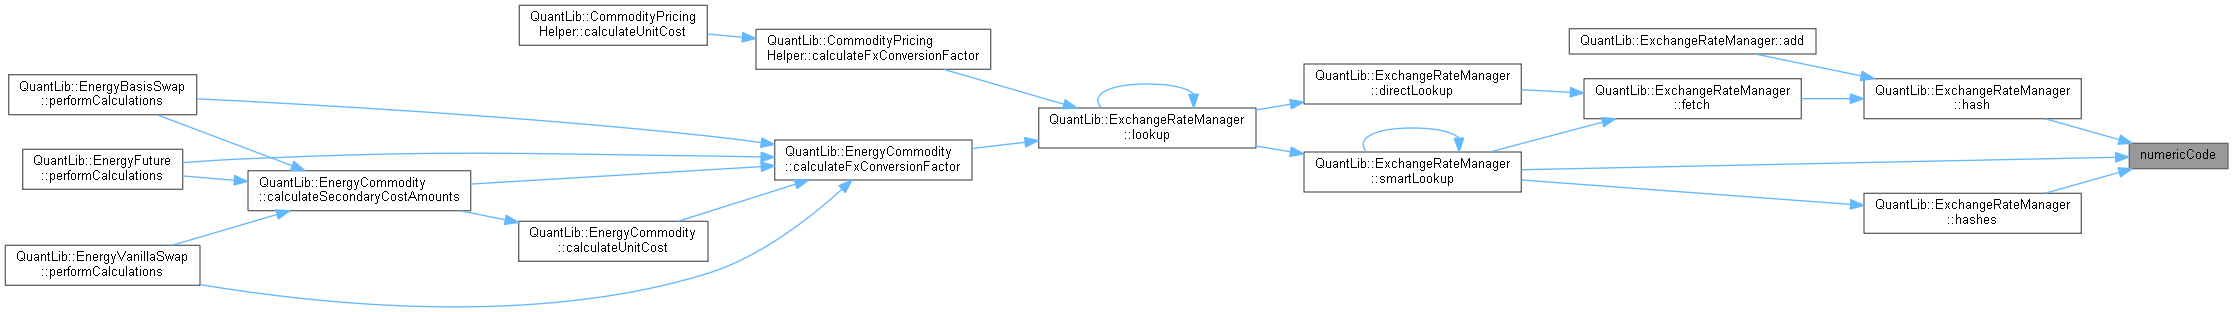 QuantLib::CommodityPricing
Helper::calculateUnitCost
QuantLib::CommodityPricing
Helper::calculateFxConversionFactor
QuantLib::ExchangeRateManager::add
QuantLib::EnergyBasisSwap
::performCalculations
QuantLib::ExchangeRateManager
::directLookup
QuantLib::ExchangeRateManager
::fetch
QuantLib::ExchangeRateManager
::hash
QuantLib::ExchangeRateManager
::lookup
QuantLib::EnergyFuture
::performCalculations
QuantLib::EnergyCommodity
::calculateFxConversionFactor
numericCode
QuantLib::EnergyCommodity
::calculateSecondaryCostAmounts
QuantLib::ExchangeRateManager
::smartLookup
QuantLib::ExchangeRateManager
::hashes
QuantLib::EnergyCommodity
::calculateUnitCost
QuantLib::EnergyVanillaSwap
::performCalculations